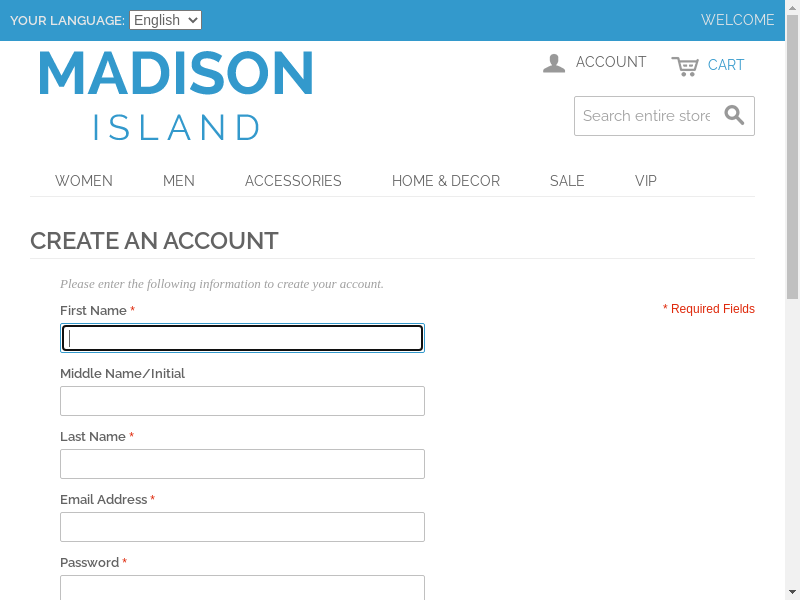 YOUR LANGUAGE: English WELCOME
MADISON
ISLAND
ACCOUNT CART
Search entire store
WOMEN MEN ACCESSORIES HOME & DECOR SALE VIP
CREATE AN ACCOUNT
Please enter the following information to create your account.
First Name * * Required Fields
Middle Name/Initial
Last Name *
Email Address *
Password *